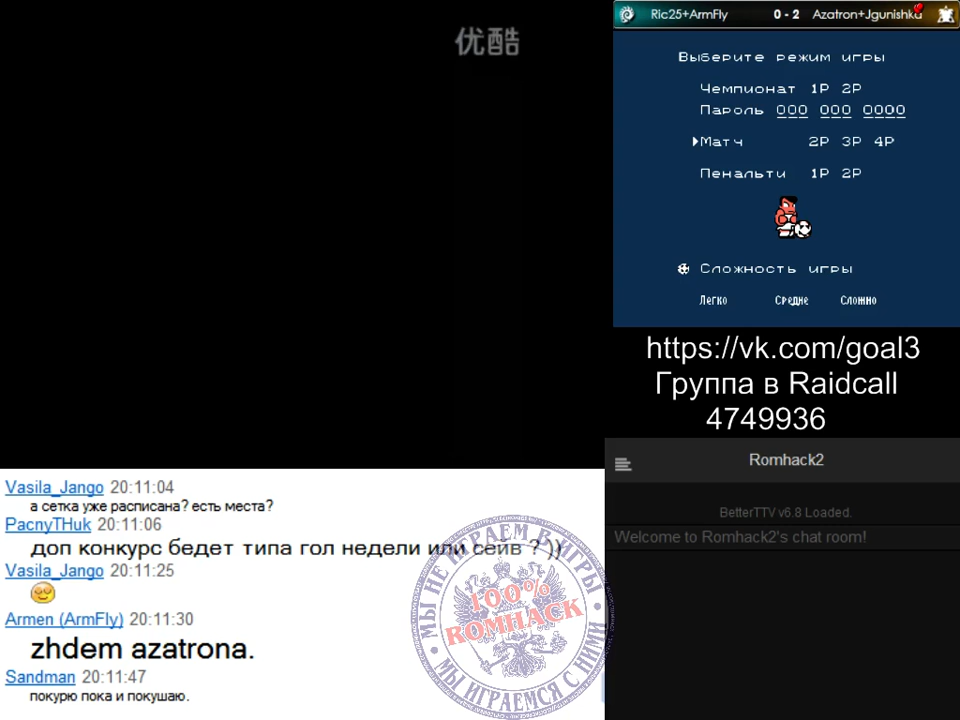 优酷
Ric25+ArmFly 0 - 2 Azatron+Jgunishka
Выберите режим игры
Чемпионат 1P 2P
Пароль 000 000 0000
Матч 2P 3P 4P
Пенальти 1P 2P
Сложность игры
Легко Средне Сложно
https://vk.com/goal3
Группа в Raidcall
4749936
Romhack2
BetterTTV v6.8 Loaded.
Welcome to Romhack2's chat room!
Vasila_Jango 20:11:04
а сетка уже расписана? есть места?
PacnyTHuk 20:11:06
доп конкурс бедет типа гол недели или сейв ? ))
Vasila_Jango 20:11:25
Armen (ArmFly) 20:11:30
zhdem azatrona.
Sandman 20:11:47
покурю пока и покушаю.
МЫ НЕ ИГРАЕМ В ИГРЫ
100%
ROMHACK
МЫ ИГРАЕМСЯ С НИМИ